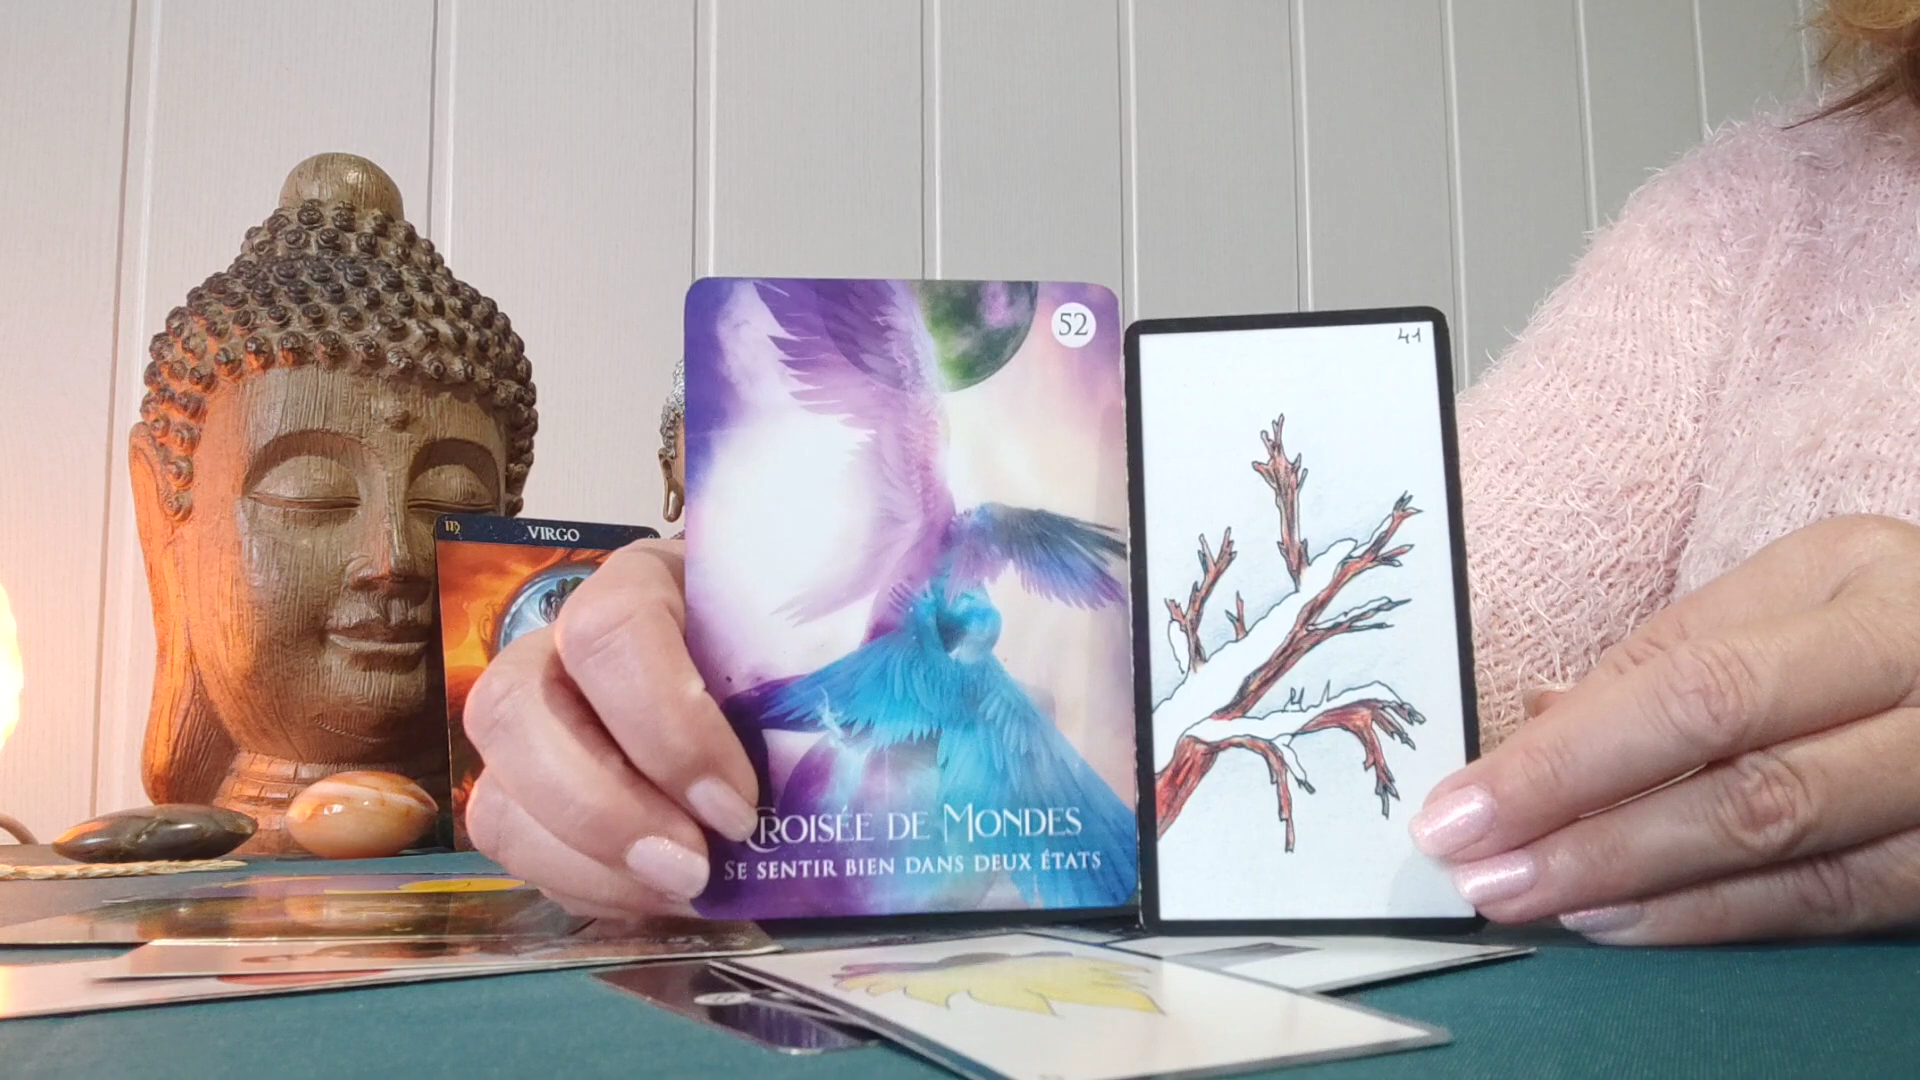 ♍ VIRGO
52
41
Croisée de Mondes
Se sentir bien dans deux états